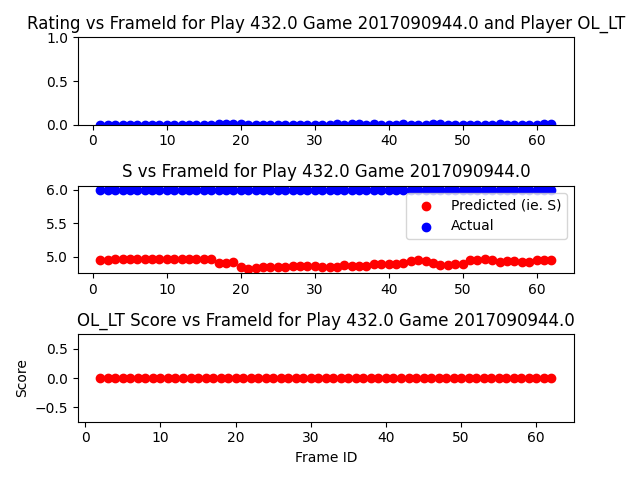 Rating vs FrameId for Play 432.0 Game 2017090944.0 and Player OL_LT
1.0
0.5
0.0
0 10 20 30 40 50 60
S vs FrameId for Play 432.0 Game 2017090944.0
6.0
5.5
5.0
Predicted (ie. S)
Actual
0 10 20 30 40 50 60
OL_LT Score vs FrameId for Play 432.0 Game 2017090944.0
Score
0.5
0.0
−0.5
0 10 20 30 40 50 60
Frame ID